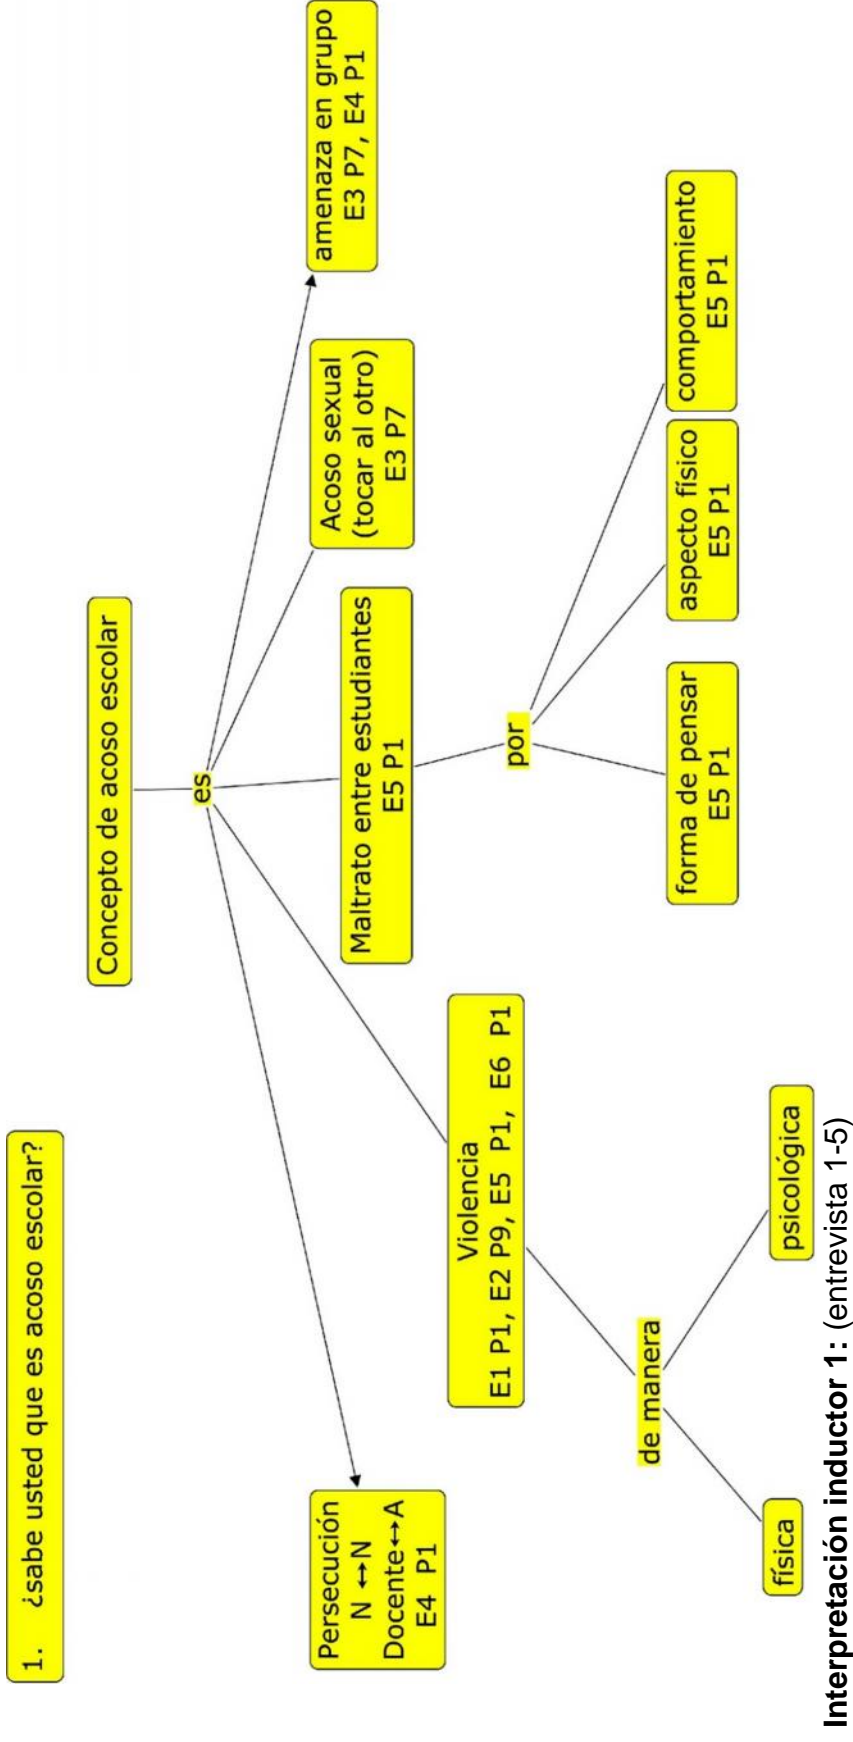 1. ¿sabe usted que es acoso escolar?
Concepto de acoso escolar
es
Persecución
N ↔N
Docente↔A
E4 P1
Violencia
E1 P1, E2 P9, E5 P1, E6 P1
Maltrato entre estudiantes
E5 P1
Acoso sexual
(tocar al otro)
E3 P7
amenaza en grupo
E3 P7, E4 P1
de manera
física
psicológica
por
forma de pensar
E5 P1
aspecto físico
E5 P1
comportamiento
E5 P1
Interpretación inductor 1: (entrevista 1-5)